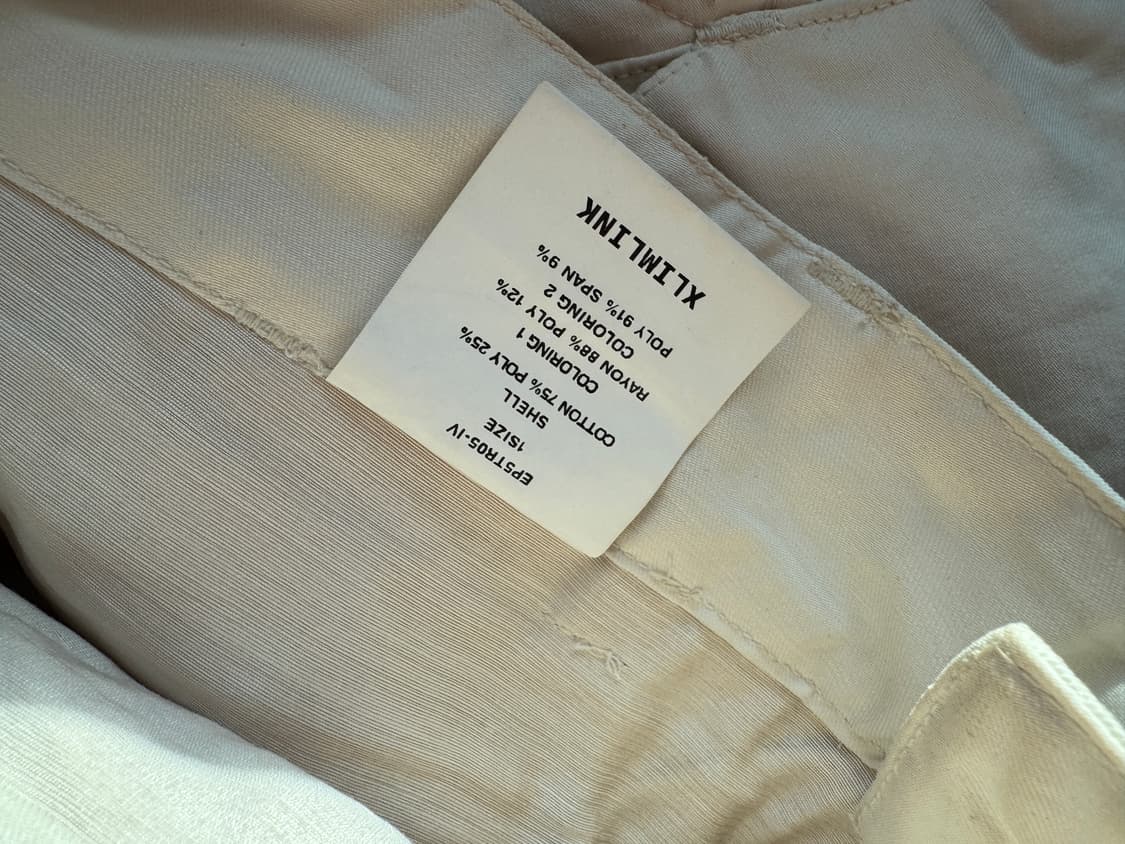 EPSTR05-IV
1SIZE
SHELL
COTTON 75% POLY 25%
COLORING 1
RAYON 88% POLY 12%
COLORING 2
POLY 91% SPAN 9%
XLIMLINK